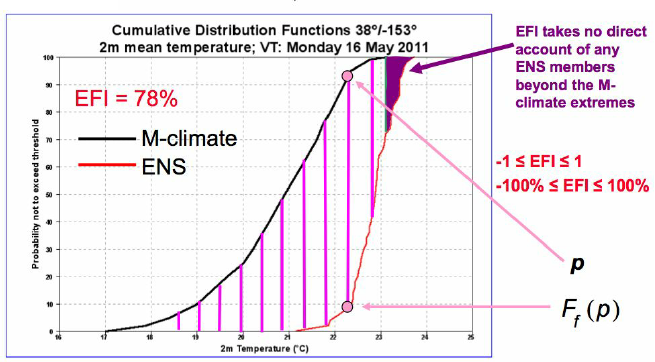 Cumulative Distribution Functions 38°/-153°
2m mean temperature; VT: Monday 16 May 2011
EFI takes no direct
account of any
ENS members
beyond the M-
climate extremes
EFI = 78%
M-climate
ENS
-1 ≤ EFI ≤ 1
-100% ≤ EFI ≤ 100%
p
F_f (p)
Probability not to exceed threshold
100
90
80
70
60
50
40
30
20
10
0
16 17 18 19 20 21 22 23 24 25
2m Temperature (°C)